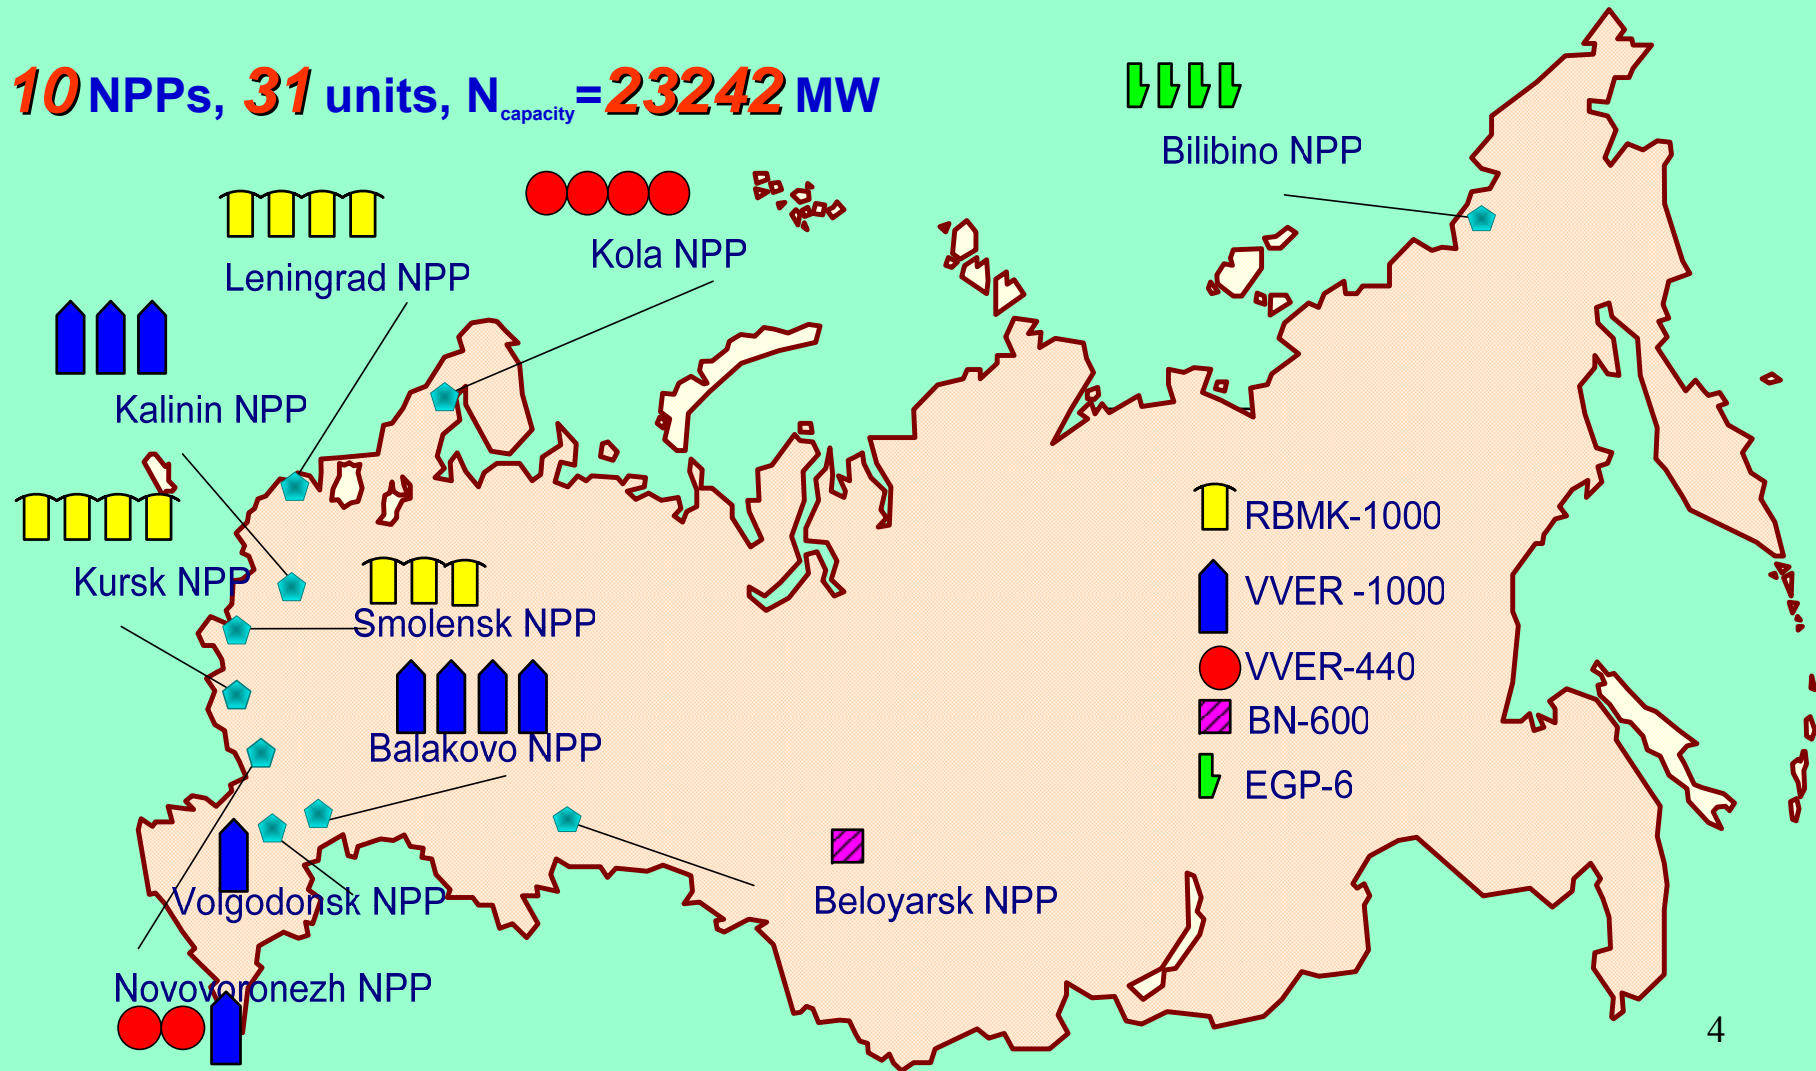 10 NPPs, 31 units, Ncapacity=23242 MW
Bilibino NPP
Kola NPP
Leningrad NPP
Kalinin NPP
Kursk NPP
Smolensk NPP
Balakovo NPP
Volgodonsk NPP
Novovoronezh NPP
Beloyarsk NPP
RBMK-1000
VVER -1000
VVER-440
BN-600
EGP-6
4